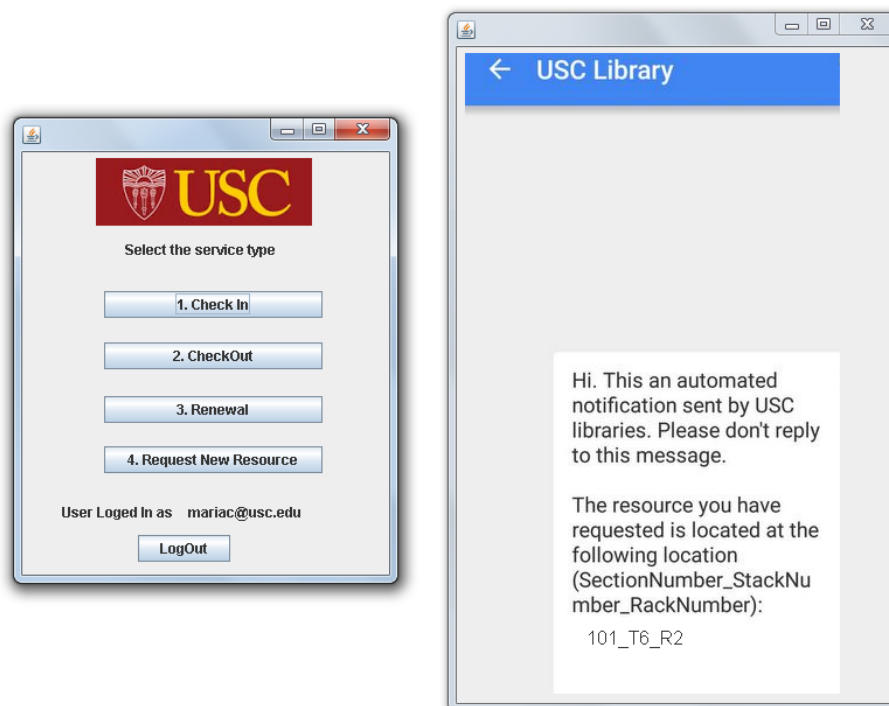 USC
Select the service type
1. Check In
2. CheckOut
3. Renewal
4. Request New Resource
User Loged In as mariac@usc.edu
LogOut
← USC Library
Hi. This an automated
notification sent by USC
libraries. Please don't reply
to this message.
The resource you have
requested is located at the
following location
(SectionNumber_StackNu
mber_RackNumber):
101_T6_R2